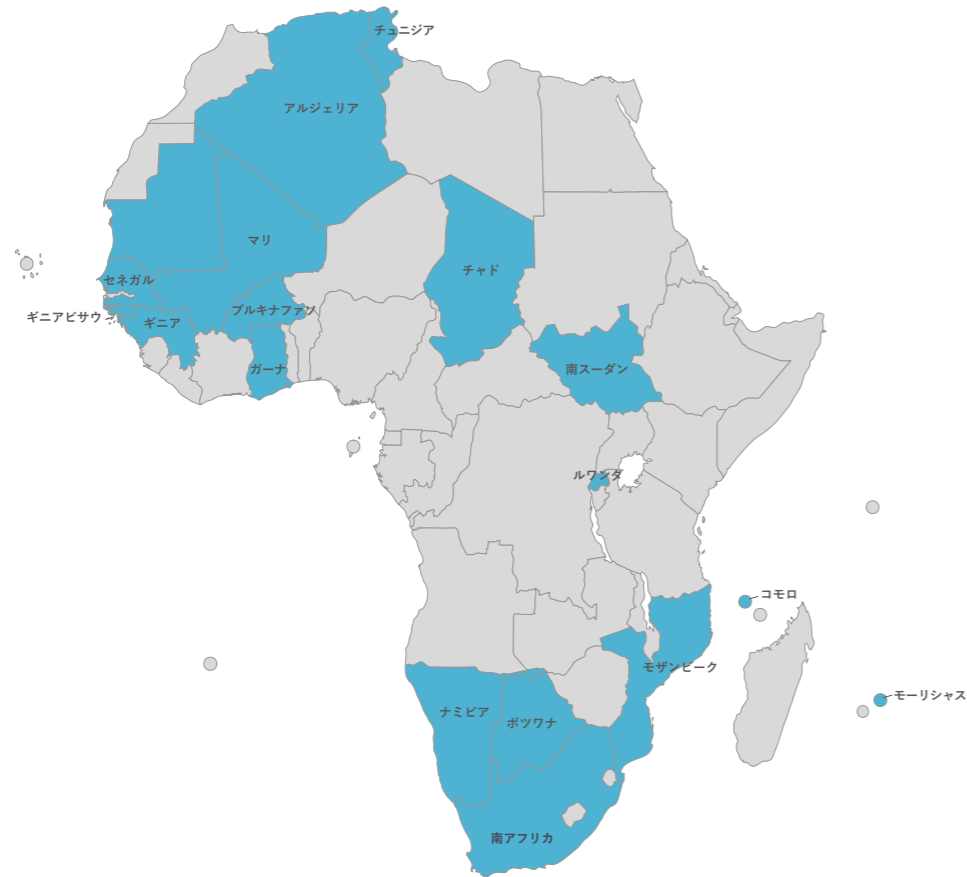 チュニジア
アルジェリア
マリ
チャド
セネガル
ブルキナファソ
ギニアビサウ
ギニア
ガーナ
南スーダン
ルワンダ
コモロ
モザンビーク
モーリシャス
ナミビア
ボツワナ
南アフリカ